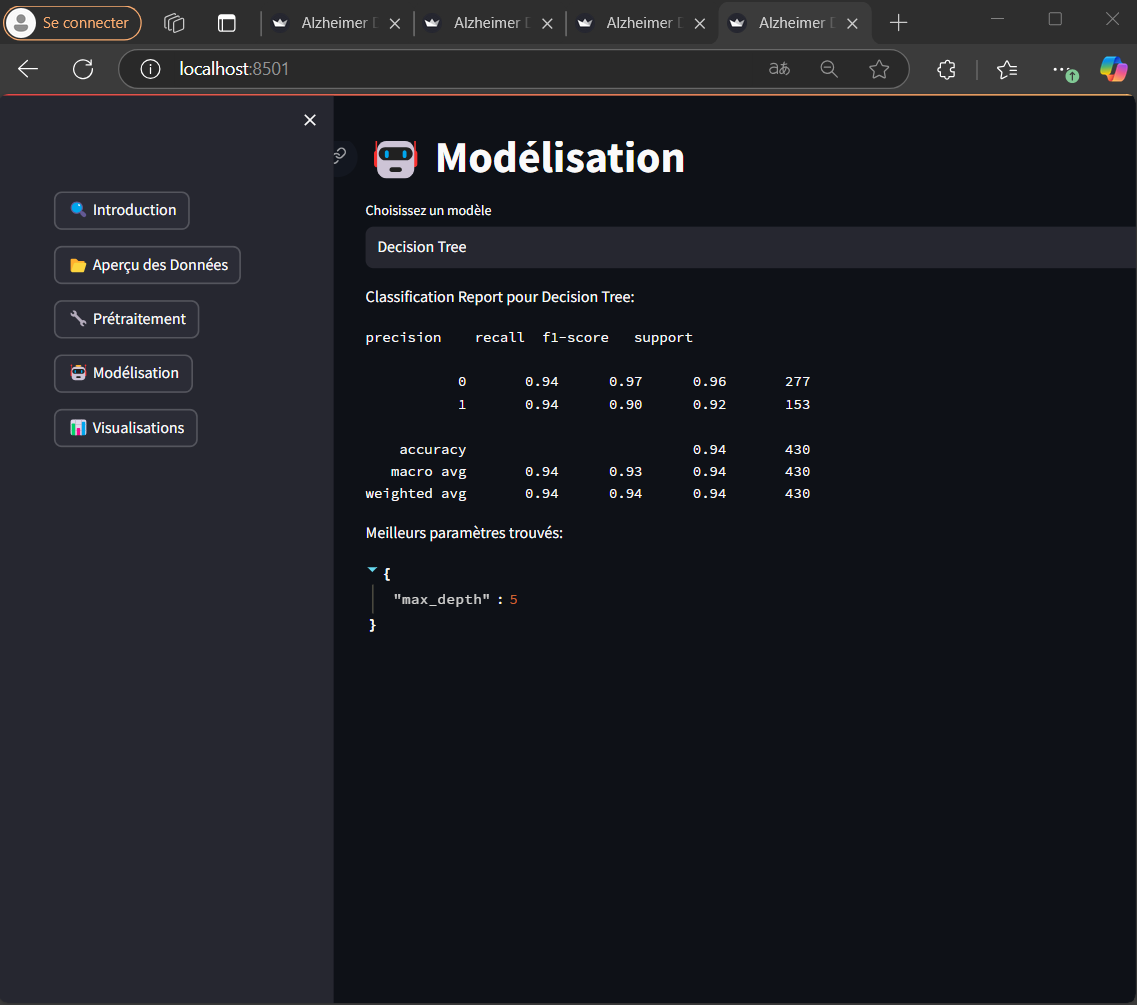 Se connecter
Alzheimer D
Alzheimer D
Alzheimer D
Alzheimer D
localhost:8501
aあ
Modélisation
Choisissez un modèle
Introduction
Decision Tree
Aperçu des Données
Classification Report pour Decision Tree:
Prétraitement
precision recall f1-score support
Modélisation
0 0.94 0.97 0.96 277
1 0.94 0.90 0.92 153
Visualisations
accuracy 0.94 430
macro avg 0.94 0.93 0.94 430
weighted avg 0.94 0.94 0.94 430
Meilleurs paramètres trouvés:
{
"max_depth" : 5
}